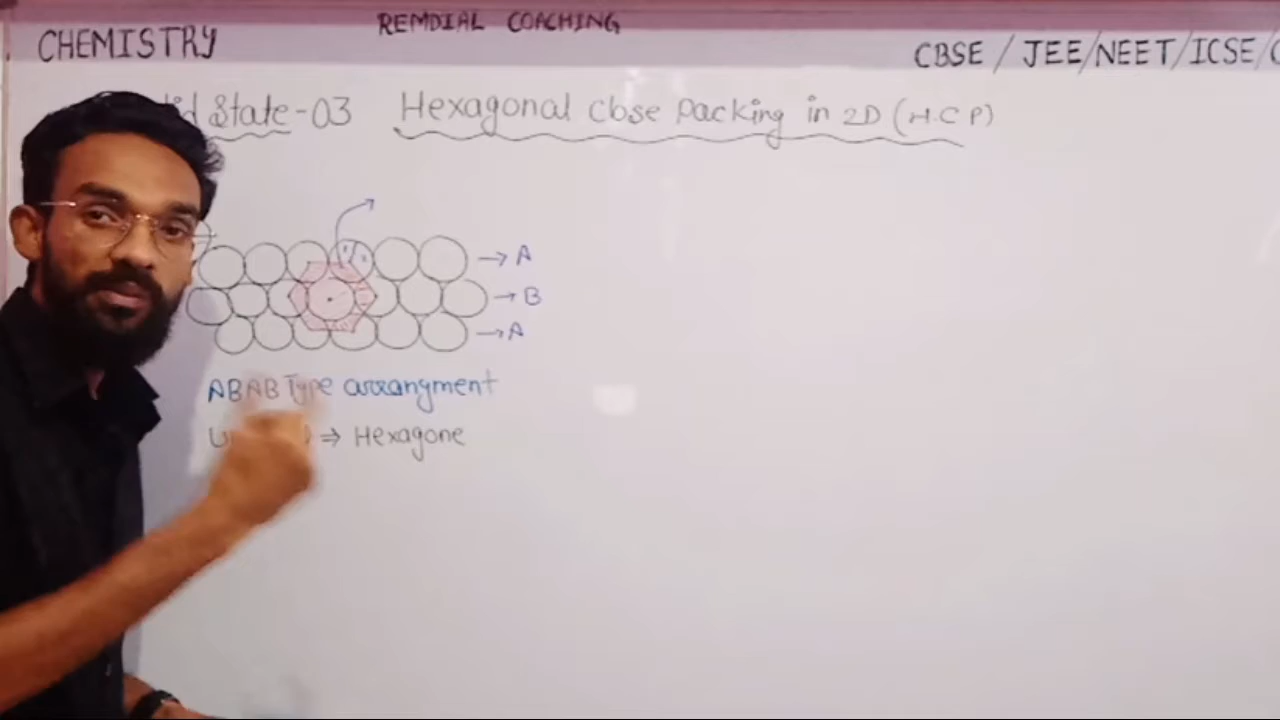 REMDIAL COACHING
CHEMISTRY
CBSE / JEE/NEET/ICSE/
State-03 Hexagonal close packing in 2D (H.C.P)
→ A
→ B
→ A
ABAB Type arrangment
⇒ Hexagone